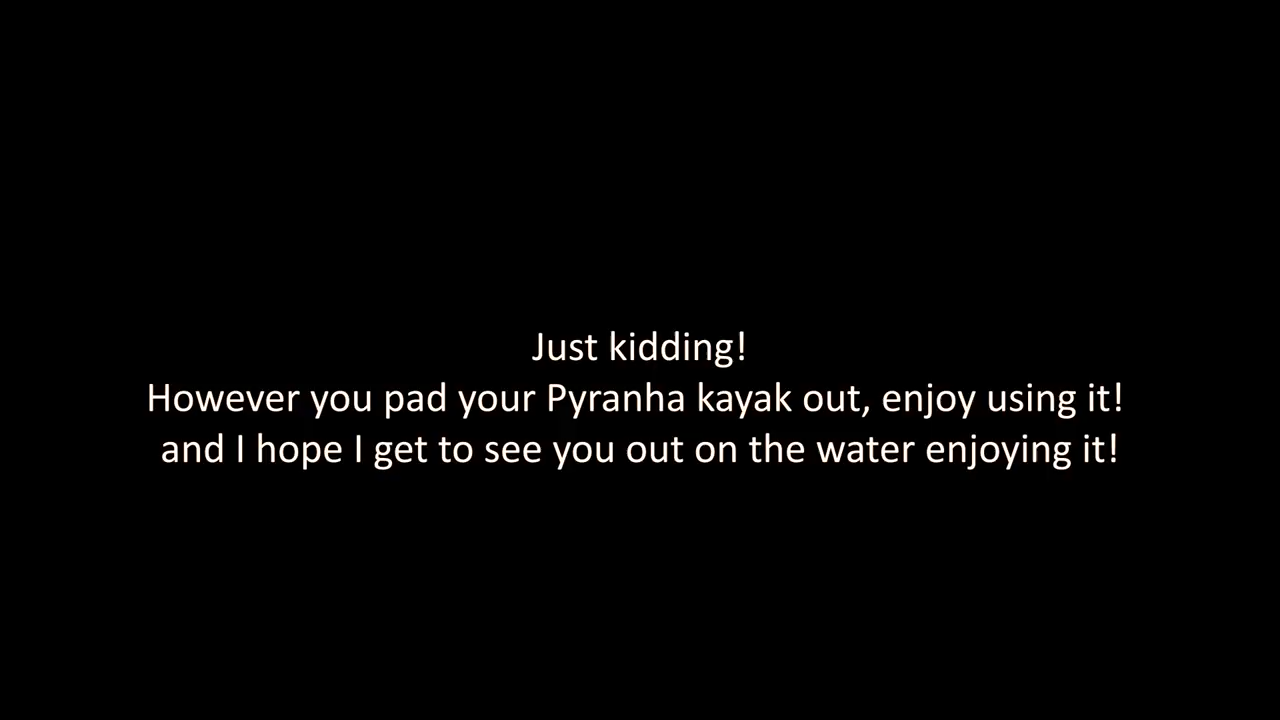 Just kidding!
However you pad your Pyranha kayak out, enjoy using it!
and I hope I get to see you out on the water enjoying it!